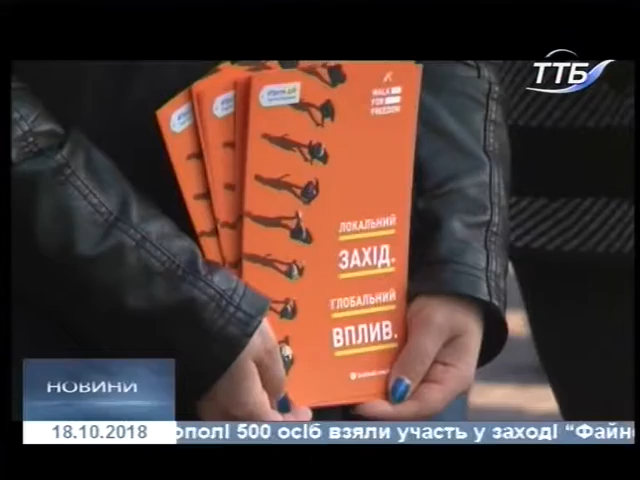 ТТБ
WALK
FOR
FREEDOM
ЛОКАЛЬНИЙ
ЗАХІД.
ГЛОБАЛЬНИЙ
ВПЛИВ.
НОВИНИ
18.10.2018
ополі 500 осіб взяли участь у заході “Файн